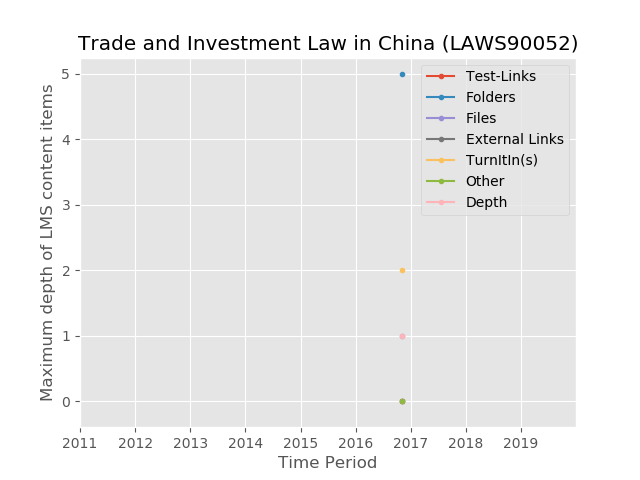 Trade and Investment Law in China (LAWS90052)
Maximum depth of LMS content items
5
4
3
2
1
0
Test-Links
Folders
Files
External Links
TurnItIn(s)
Other
Depth
2011 2012 2013 2014 2015 2016 2017 2018 2019
Time Period